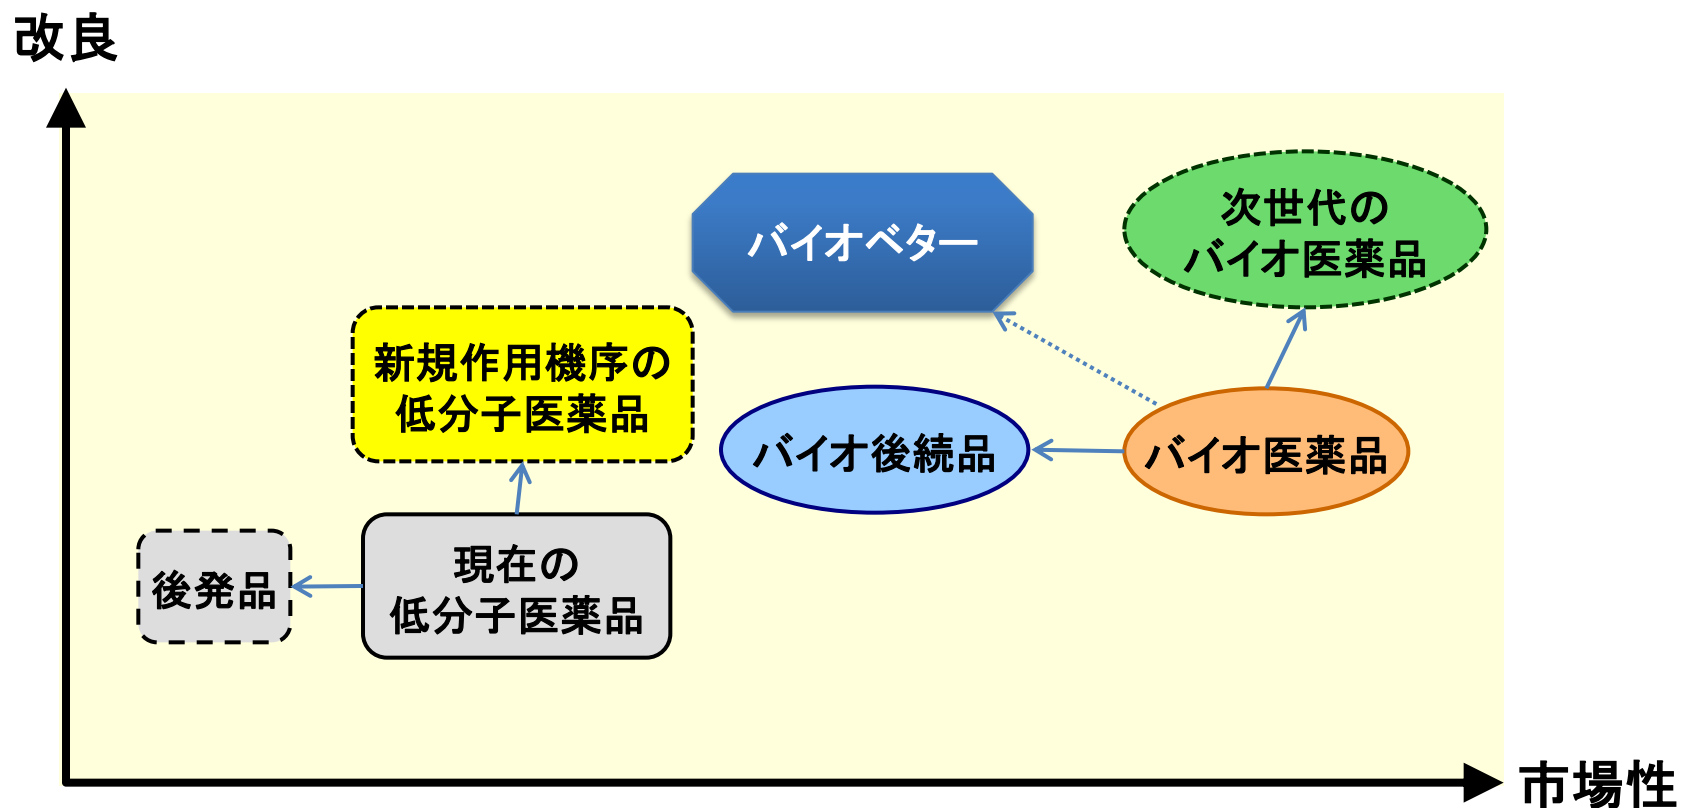 改良
バイオベター
次世代の
バイオ医薬品
新規作用機序の
低分子医薬品
バイオ後続品
バイオ医薬品
現在の
低分子医薬品
後発品
市場性